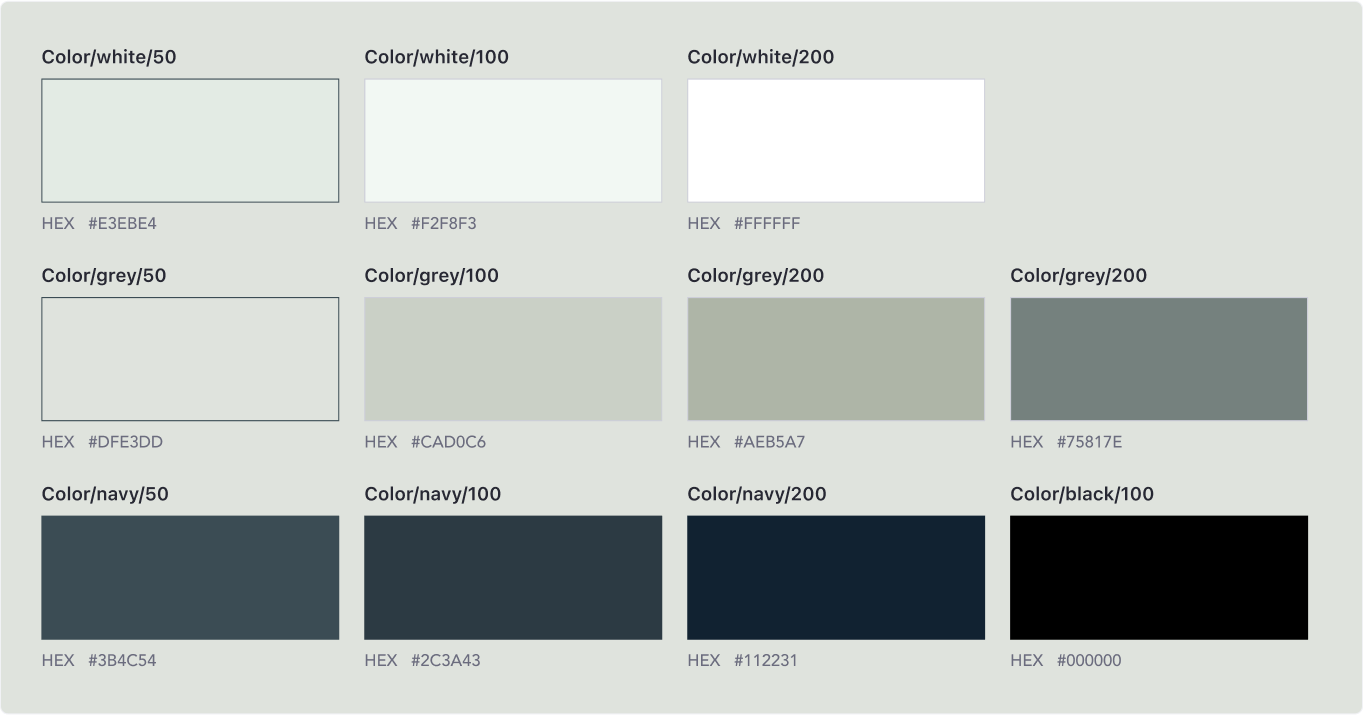 Color/white/50 Color/white/100 Color/white/200
HEX #E3EBE4 HEX #F2F8F3 HEX #FFFFFF
Color/grey/50 Color/grey/100 Color/grey/200 Color/grey/200
HEX #DFE3DD HEX #CAD0C6 HEX #AEB5A7 HEX #75817E
Color/navy/50 Color/navy/100 Color/navy/200 Color/black/100
HEX #3B4C54 HEX #2C3A43 HEX #112231 HEX #000000